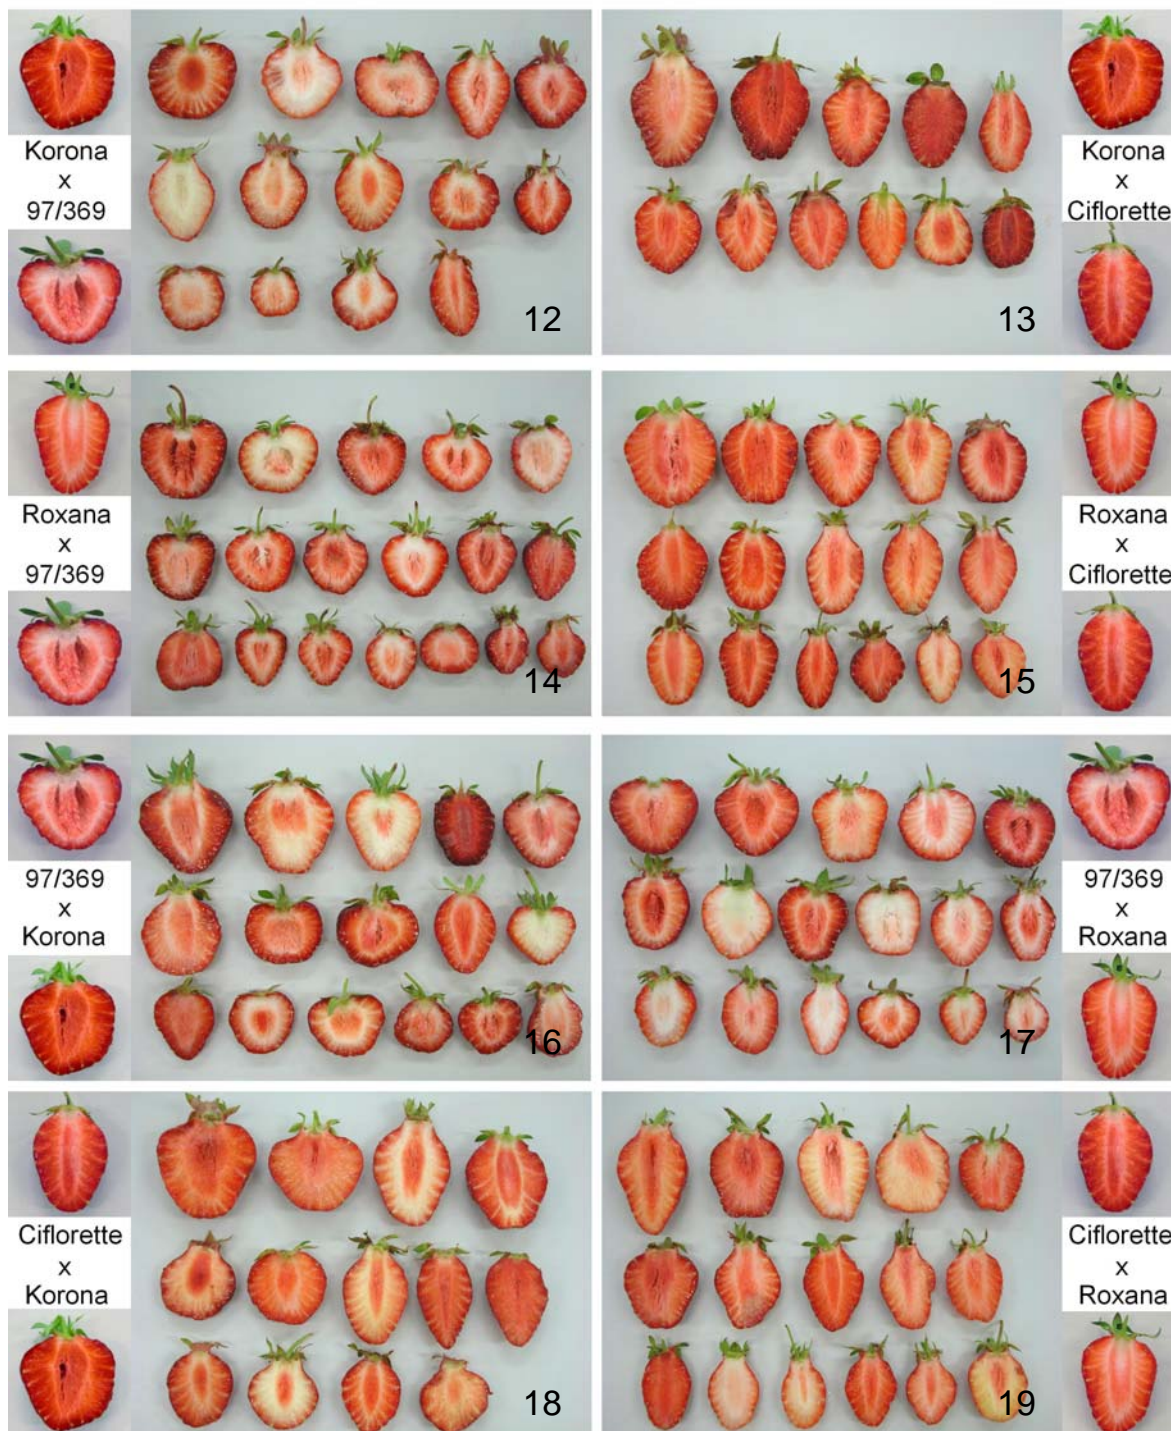 Korona
x
97/369
12
13
Korona
x
Ciflorette
Roxana
x
97/369
14
15
Roxana
x
Ciflorette
97/369
x
Korona
16
17
97/369
x
Roxana
Ciflorette
x
Korona
18
19
Ciflorette
x
Roxana